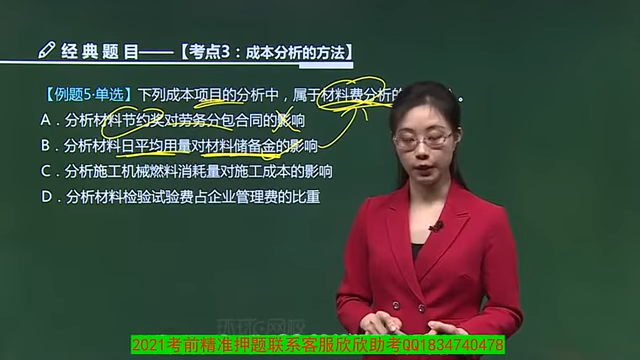 经典题目——【考点3：成本分析的方法】
【例题5·单选】下列成本项目的分析中，属于材料费分析的
A．分析材料节约奖对劳务分包合同的影响
B．分析材料日平均用量对材料储备金的影响
C．分析施工机械燃料消耗量对施工成本的影响
D．分析材料检验试验费占企业管理费的比重
2021考前精准押题联系客服欣欣助考QQ1834740478